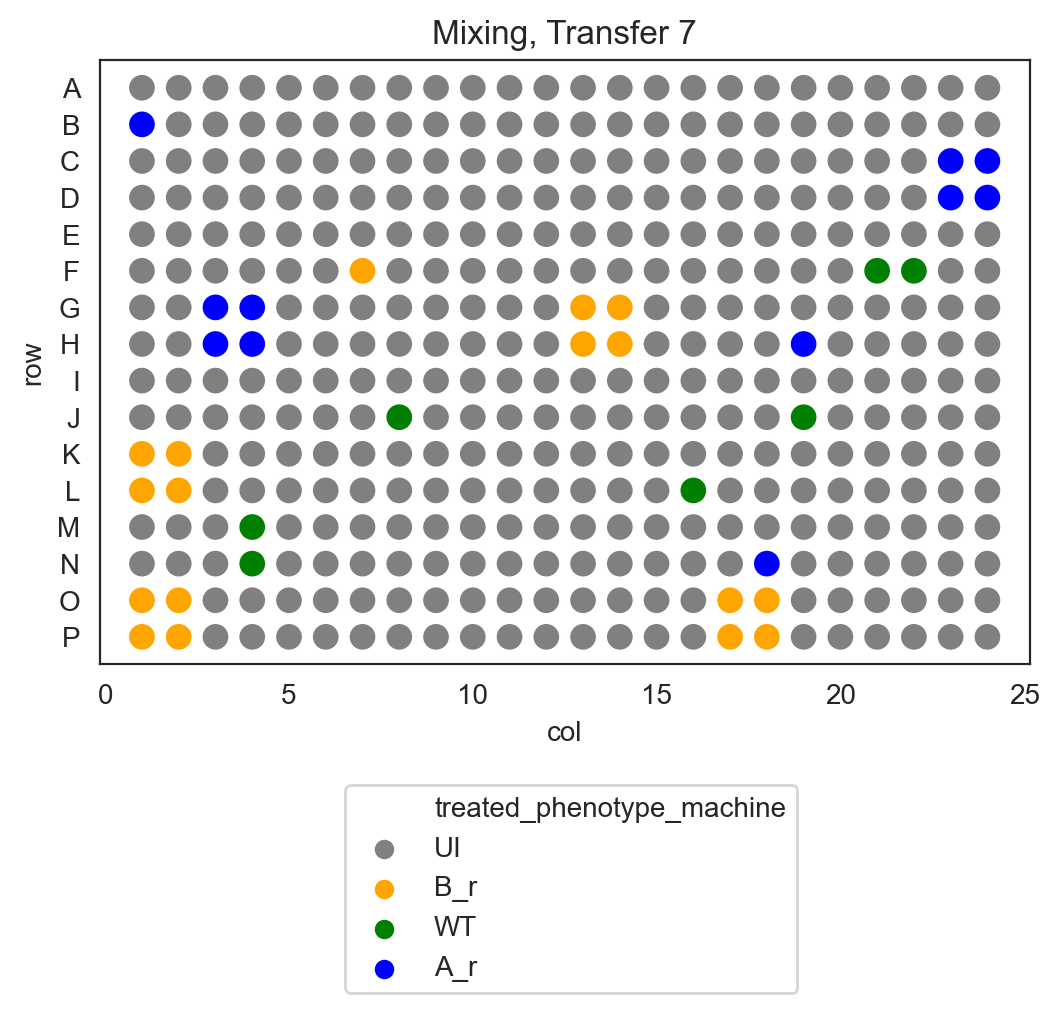 Mixing, Transfer 7
A
B
C
D
E
F
G
H
I
J
K
L
M
N
O
P
row
0 5 10 15 20 25
col
treated_phenotype_machine
UI
B_r
WT
A_r